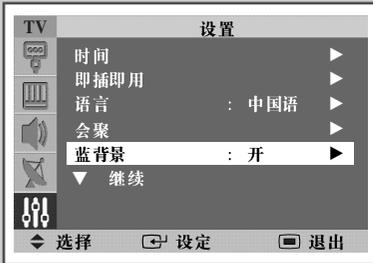 TV 设置
时间
即插即用
语言 : 中国语
会聚
蓝背景 : 开
继续
选择 设定 退出